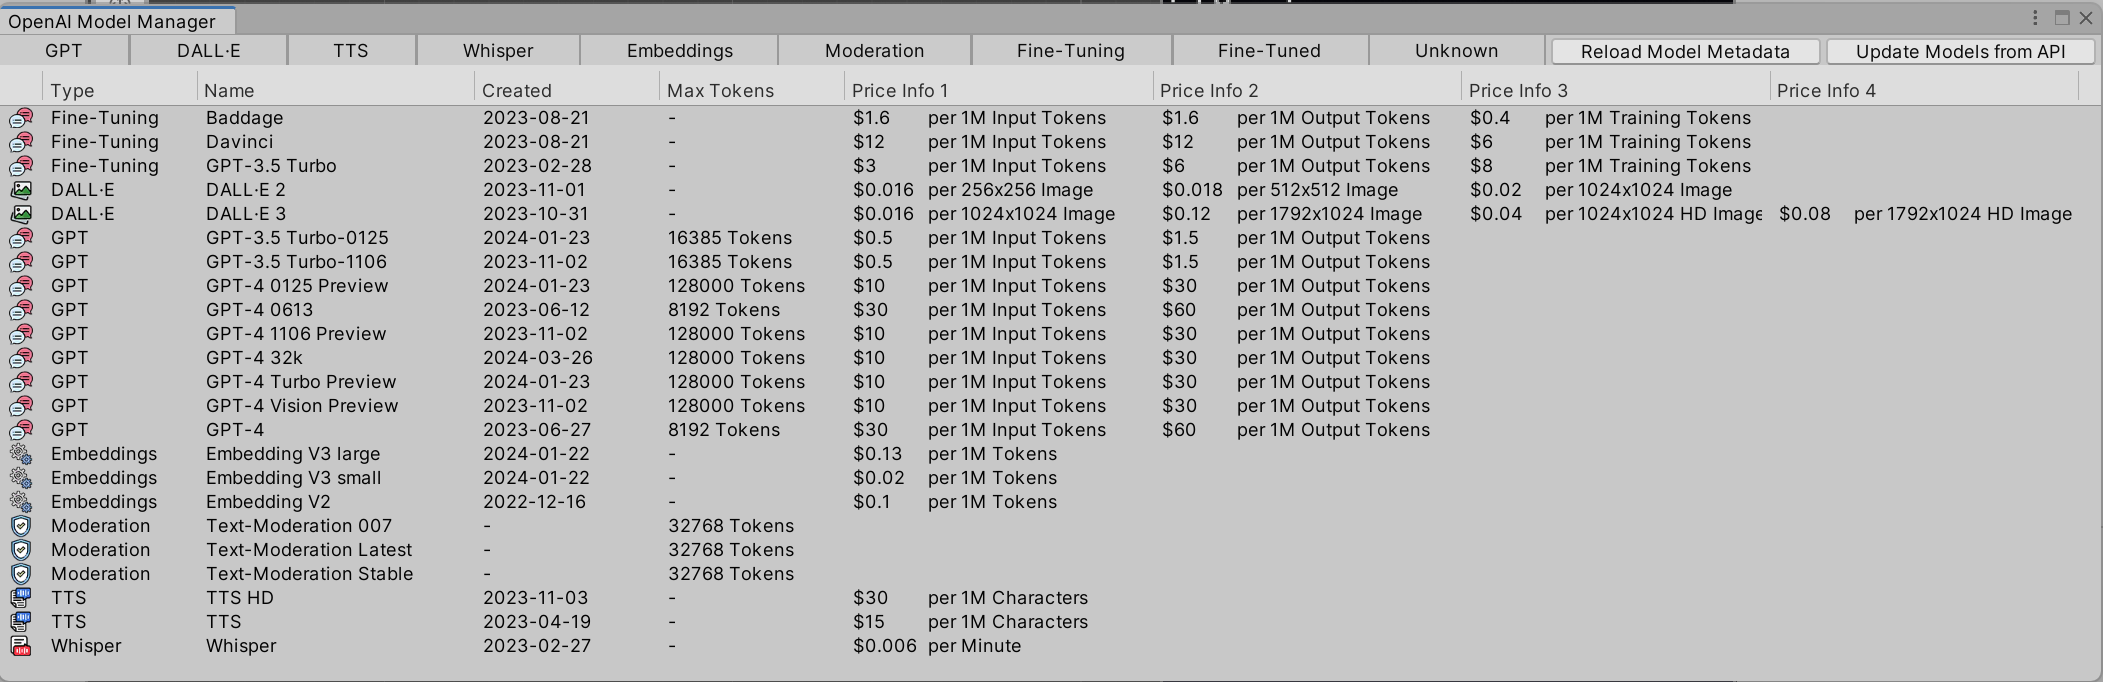 OpenAI Model Manager
GPT DALL·E TTS Whisper Embeddings Moderation Fine-Tuning Fine-Tuned Unknown Reload Model Metadata Update Models from API
Type Name Created Max Tokens Price Info 1 Price Info 2 Price Info 3 Price Info 4
Fine-Tuning Baddage 2023-08-21 - $1.6 per 1M Input Tokens $1.6 per 1M Output Tokens $0.4 per 1M Training Tokens
Fine-Tuning Davinci 2023-08-21 - $12 per 1M Input Tokens $12 per 1M Output Tokens $6 per 1M Training Tokens
Fine-Tuning GPT-3.5 Turbo 2023-02-28 - $3 per 1M Input Tokens $6 per 1M Output Tokens $8 per 1M Training Tokens
DALL·E DALL·E 2 2023-11-01 - $0.016 per 256x256 Image $0.018 per 512x512 Image $0.02 per 1024x1024 Image
DALL·E DALL·E 3 2023-10-31 - $0.016 per 1024x1024 Image $0.12 per 1792x1024 Image $0.04 per 1024x1024 HD Image $0.08 per 1792x1024 HD Image
GPT GPT-3.5 Turbo-0125 2024-01-23 16385 Tokens $0.5 per 1M Input Tokens $1.5 per 1M Output Tokens
GPT GPT-3.5 Turbo-1106 2023-11-02 16385 Tokens $0.5 per 1M Input Tokens $1.5 per 1M Output Tokens
GPT GPT-4 0125 Preview 2024-01-23 128000 Tokens $10 per 1M Input Tokens $30 per 1M Output Tokens
GPT GPT-4 0613 2023-06-12 8192 Tokens $30 per 1M Input Tokens $60 per 1M Output Tokens
GPT GPT-4 1106 Preview 2023-11-02 128000 Tokens $10 per 1M Input Tokens $30 per 1M Output Tokens
GPT GPT-4 32k 2024-03-26 128000 Tokens $10 per 1M Input Tokens $30 per 1M Output Tokens
GPT GPT-4 Turbo Preview 2024-01-23 128000 Tokens $10 per 1M Input Tokens $30 per 1M Output Tokens
GPT GPT-4 Vision Preview 2023-11-02 128000 Tokens $10 per 1M Input Tokens $30 per 1M Output Tokens
GPT GPT-4 2023-06-27 8192 Tokens $30 per 1M Input Tokens $60 per 1M Output Tokens
Embeddings Embedding V3 large 2024-01-22 - $0.13 per 1M Tokens
Embeddings Embedding V3 small 2024-01-22 - $0.02 per 1M Tokens
Embeddings Embedding V2 2022-12-16 - $0.1 per 1M Tokens
Moderation Text-Moderation 007 - 32768 Tokens
Moderation Text-Moderation Latest - 32768 Tokens
Moderation Text-Moderation Stable - 32768 Tokens
TTS TTS HD 2023-11-03 - $30 per 1M Characters
TTS TTS 2023-04-19 - $15 per 1M Characters
Whisper Whisper 2023-02-27 - $0.006 per Minute